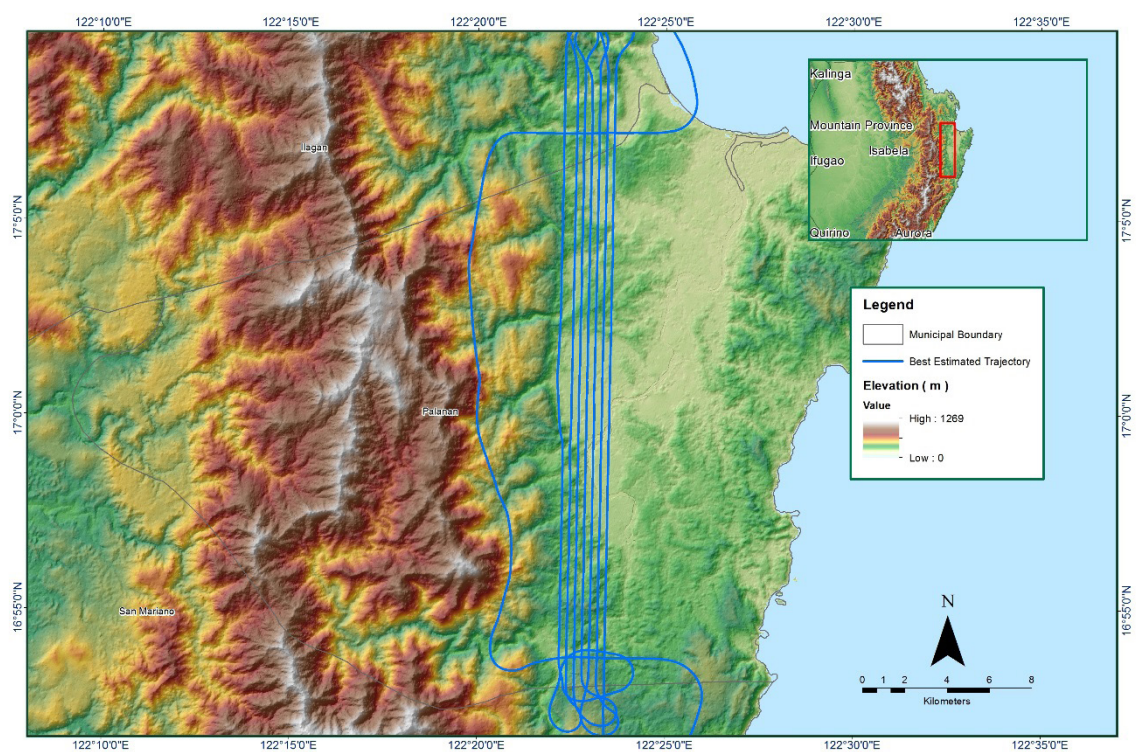 122°10'0"E 122°15'0"E 122°20'0"E 122°25'0"E 122°30'0"E 122°35'0"E
Kalinga
Mountain Province
Isabela
Ifugao
Quirino
Aurora
Ilagan
17°5'0"N
17°5'0"N
Legend
Municipal Boundary
Best Estimated Trajectory
Elevation ( m )
Value
High : 1269
Low : 0
Palanan
17°0'0"N
17°0'0"N
San Mariano
16°55'0"N
16°55'0"N
N
0 1 2 4 6 8
Kilometers
122°10'0"E 122°15'0"E 122°20'0"E 122°25'0"E 122°30'0"E 122°35'0"E